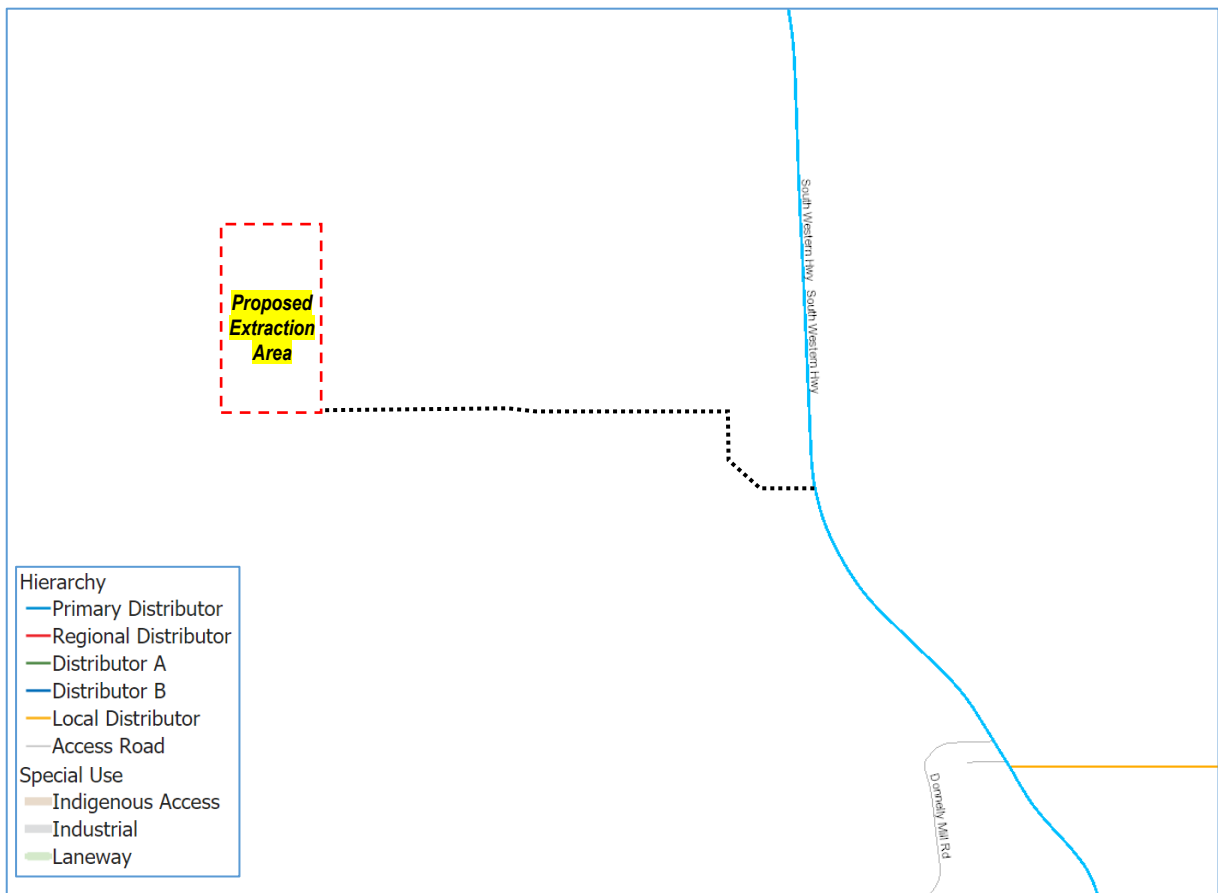 South Western Hwy
South Western Hwy
Proposed
Extraction
Area
Hierarchy
Primary Distributor
Regional Distributor
Distributor A
Distributor B
Local Distributor
Access Road
Special Use
Indigenous Access
Industrial
Laneway
Donnelly Mill Rd